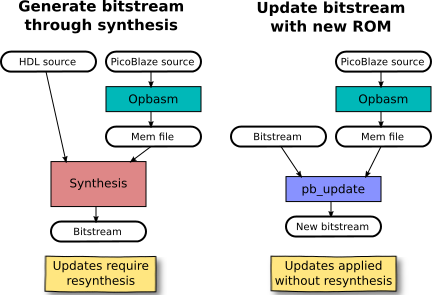 Generate bitstream
through synthesis
HDL source
PicoBlaze source
Opbasm
Mem file
Synthesis
Bitstream
Updates require
resynthesis
Update bitstream
with new ROM
PicoBlaze source
Opbasm
Bitstream
Mem file
pb_update
New bitstream
Updates applied
without resynthesis